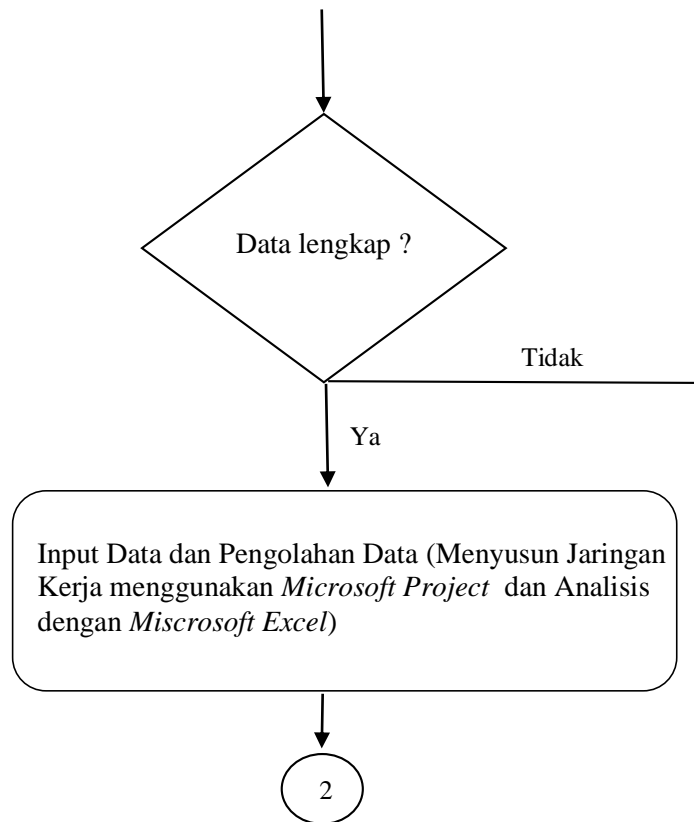 Data lengkap ?
Tidak
Ya
Input Data dan Pengolahan Data (Menyusun Jaringan
Kerja menggunakan Microsoft Project dan Analisis
dengan Miscrosoft Excel)
2